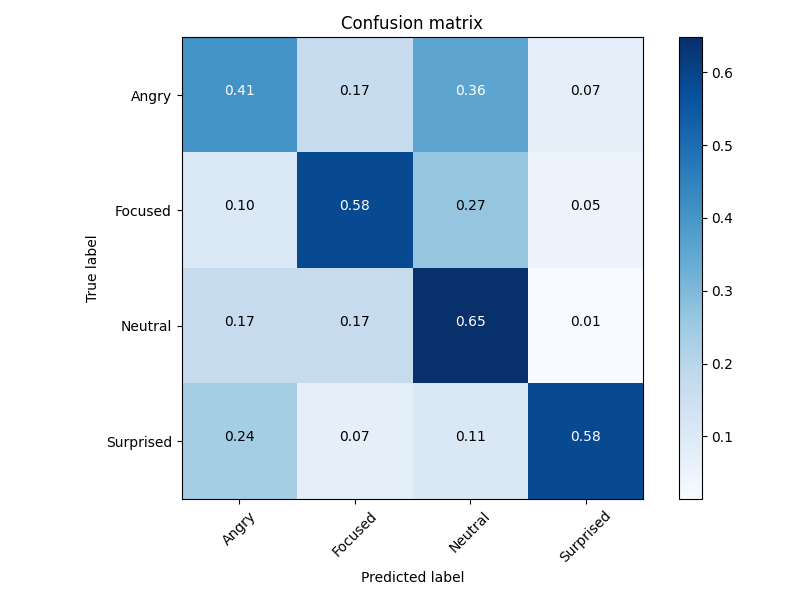 Confusion matrix
Angry 0.41 0.17 0.36 0.07
Focused 0.10 0.58 0.27 0.05
Neutral 0.17 0.17 0.65 0.01
Surprised 0.24 0.07 0.11 0.58
True label
Angry Focused Neutral Surprised
Predicted label
0.6
0.5
0.4
0.3
0.2
0.1